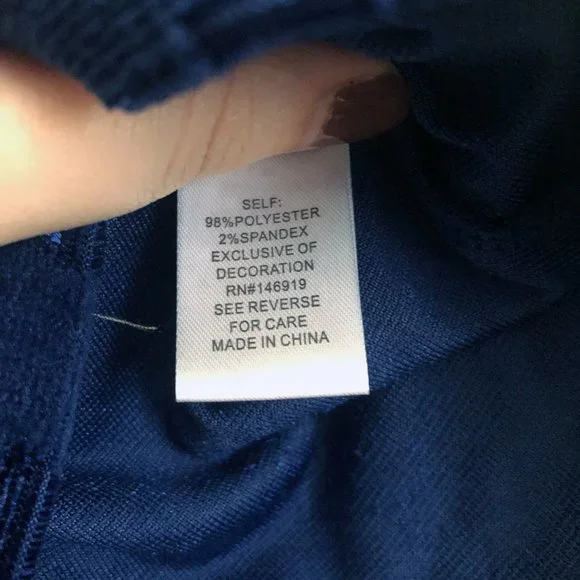 SELF:
98%POLYESTER
2%SPANDEX
EXCLUSIVE OF
DECORATION
RN#146919
SEE REVERSE
FOR CARE
MADE IN CHINA